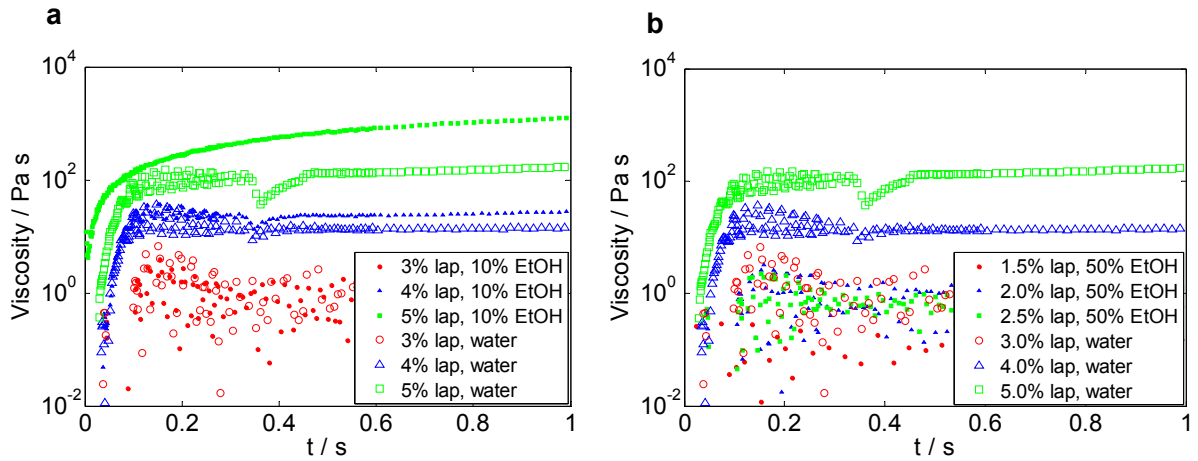 a
Viscosity / Pa s
10^4
10^2
10^0
10^-2
0
0.2
0.4
0.6
0.8
1
t / s
3% lap, 10% EtOH
4% lap, 10% EtOH
5% lap, 10% EtOH
3% lap, water
4% lap, water
5% lap, water
b
Viscosity / Pa s
10^4
10^2
10^0
10^-2
0
0.2
0.4
0.6
0.8
1
t / s
1.5% lap, 50% EtOH
2.0% lap, 50% EtOH
2.5% lap, 50% EtOH
3.0% lap, water
4.0% lap, water
5.0% lap, water